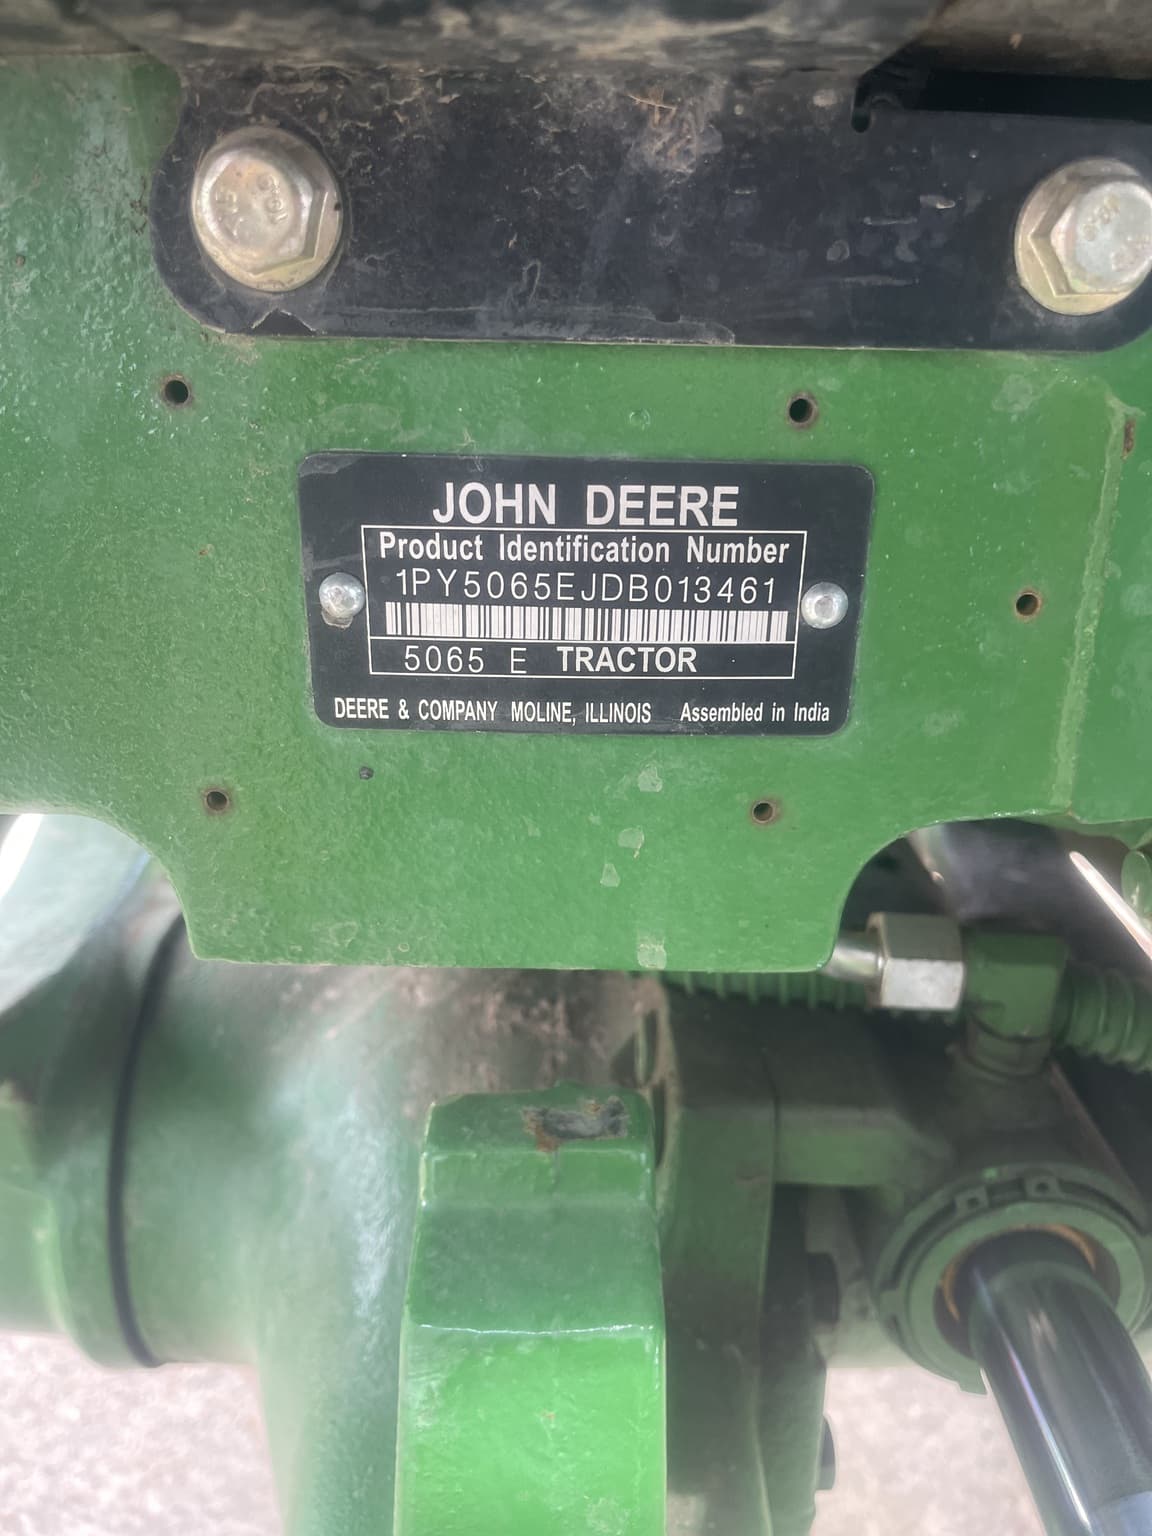 JOHN DEERE
Product Identification Number
1PY5065EJDB013461
5065 E TRACTOR
DEERE & COMPANY MOLINE, ILLINOIS Assembled in India